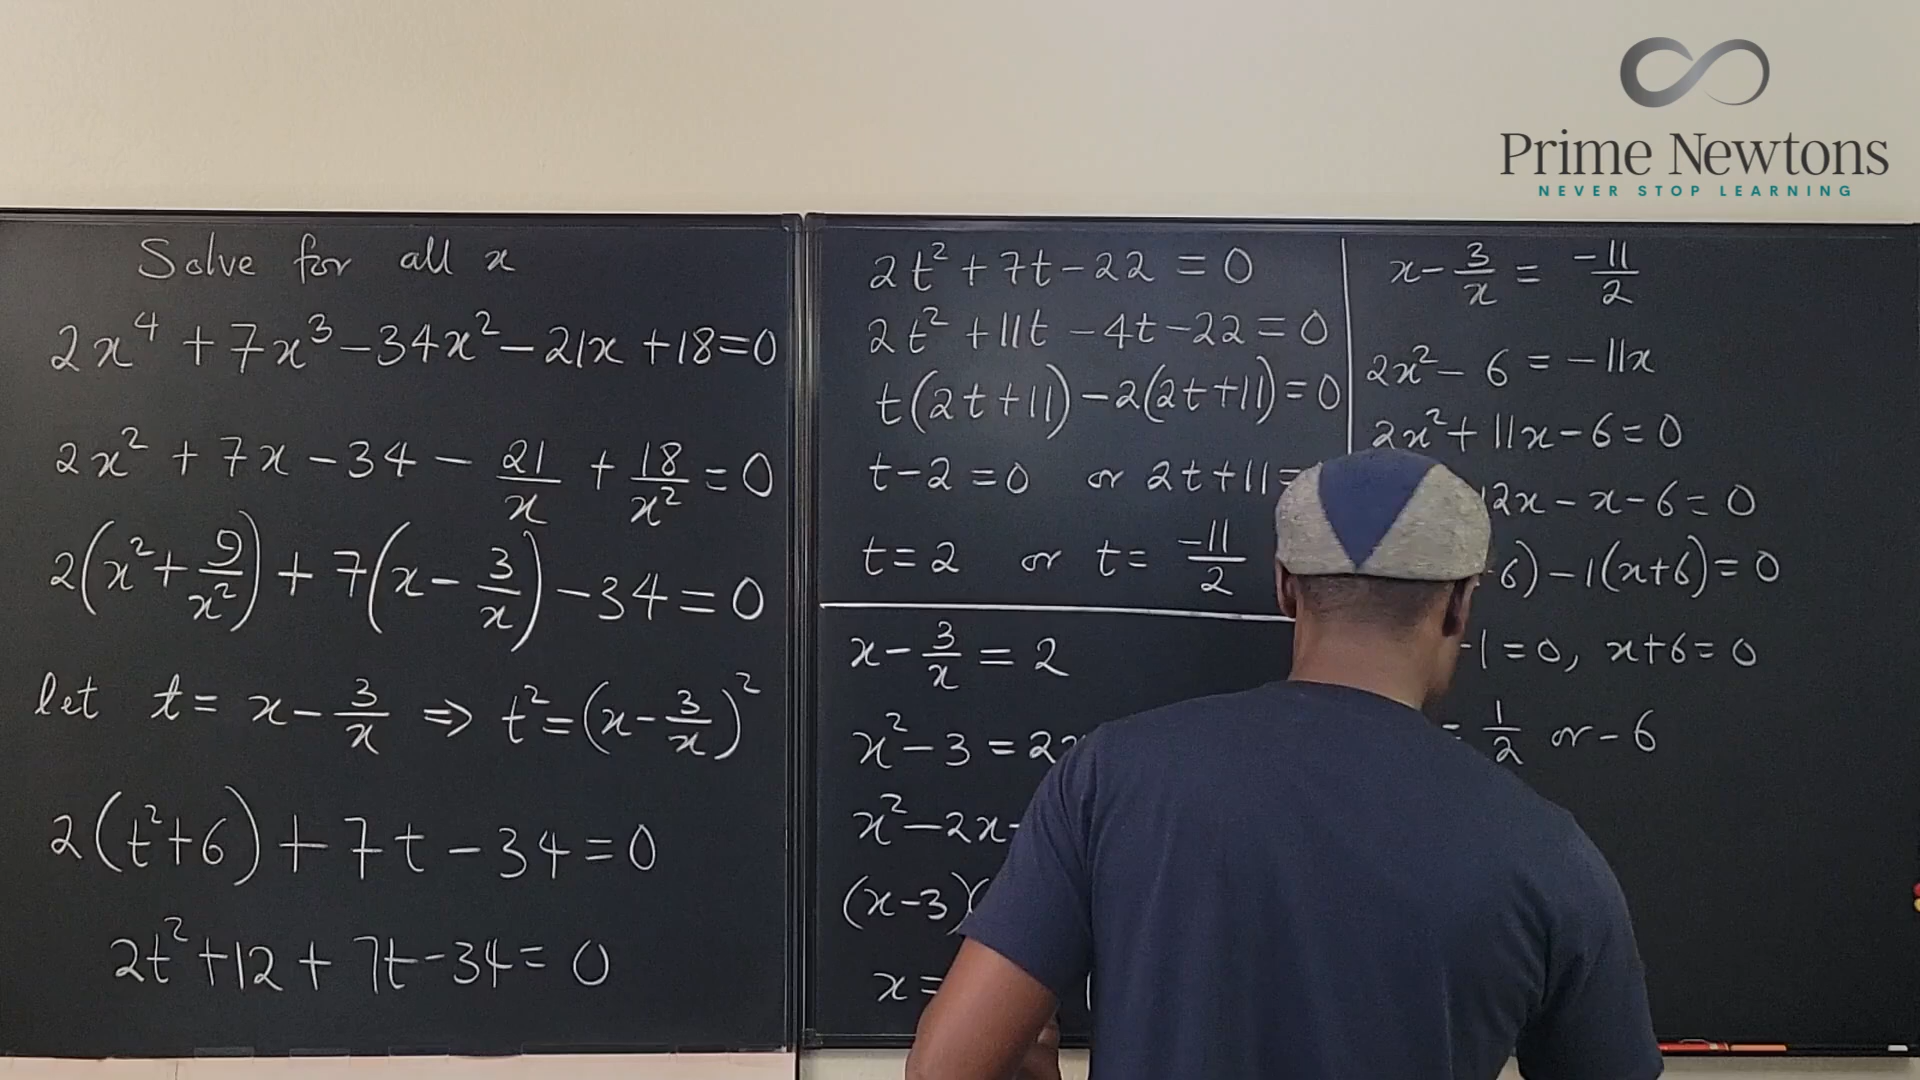 Prime Newtons
NEVER STOP LEARNING
Solve for all x
2x⁴ + 7x³ - 34x² - 21x + 18 = 0
2x² + 7x - 34 - 21/x + 18/x² = 0
2(x² + 9/x²) + 7(x - 3/x) - 34 = 0
let t = x - 3/x ⇒ t² = (x - 3/x)²
2(t² + 6) + 7t - 34 = 0
2t² + 12 + 7t - 34 = 0
2t² + 7t - 22 = 0
2t² + 11t - 4t - 22 = 0
t(2t + 11) - 2(2t + 11) = 0
t - 2 = 0 or 2t + 11 =
t = 2 or t = -11/2
x - 3/x = 2
x² - 3 = 2x
x² - 2x -
(x - 3)(
x =
x - 3/x = -11/2
2x² - 6 = -11x
2x² + 11x - 6 = 0
12x - x - 6 = 0
6) - 1(x + 6) = 0
-1 = 0, x + 6 = 0
= 1/2 or -6